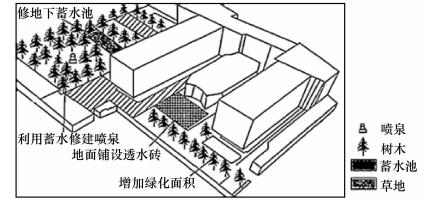 修地下蓄水池
利用蓄水修建喷泉
地面铺设透水砖
增加绿化面积
喷泉
树木
蓄水池
草地